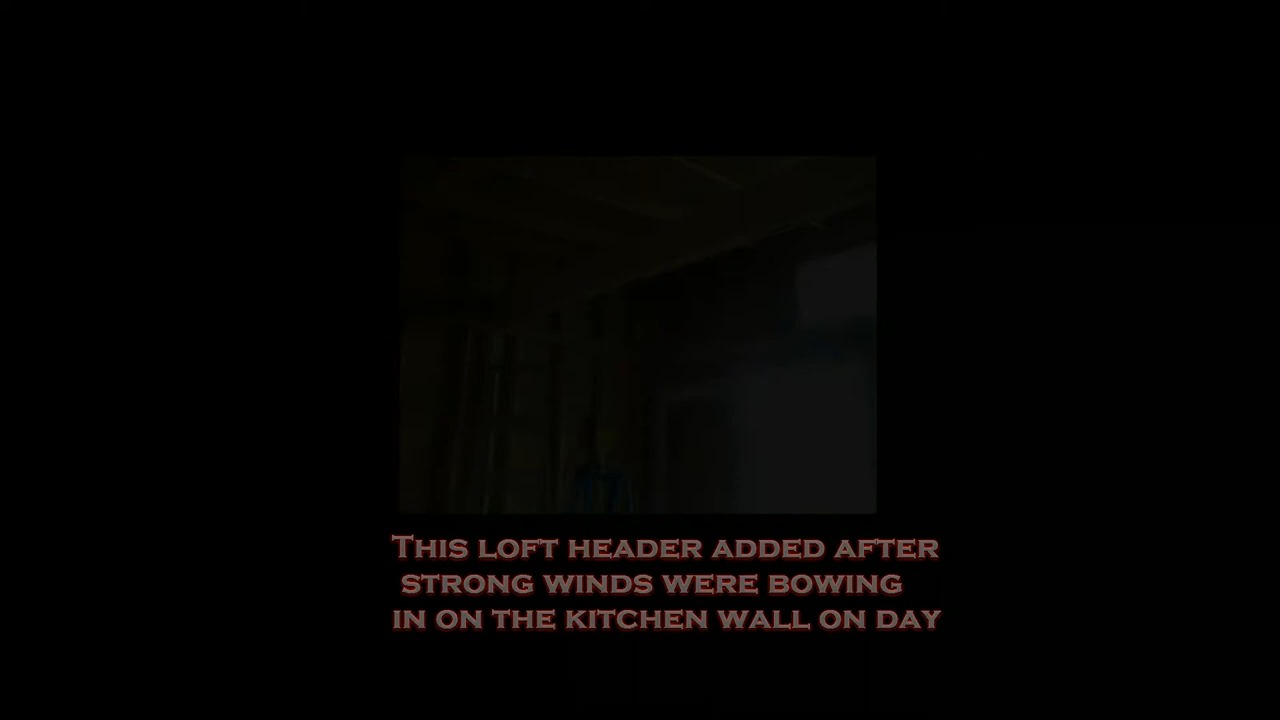 This loft header added after
strong winds were bowing
in on the kitchen wall on day